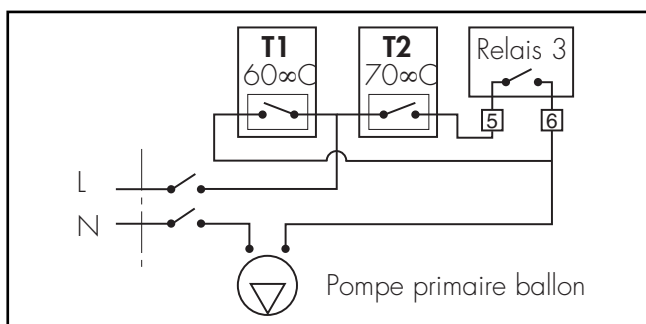 T1
60∞C
T2
70∞C
Relais 3
5
6
L
N
Pompe primaire ballon